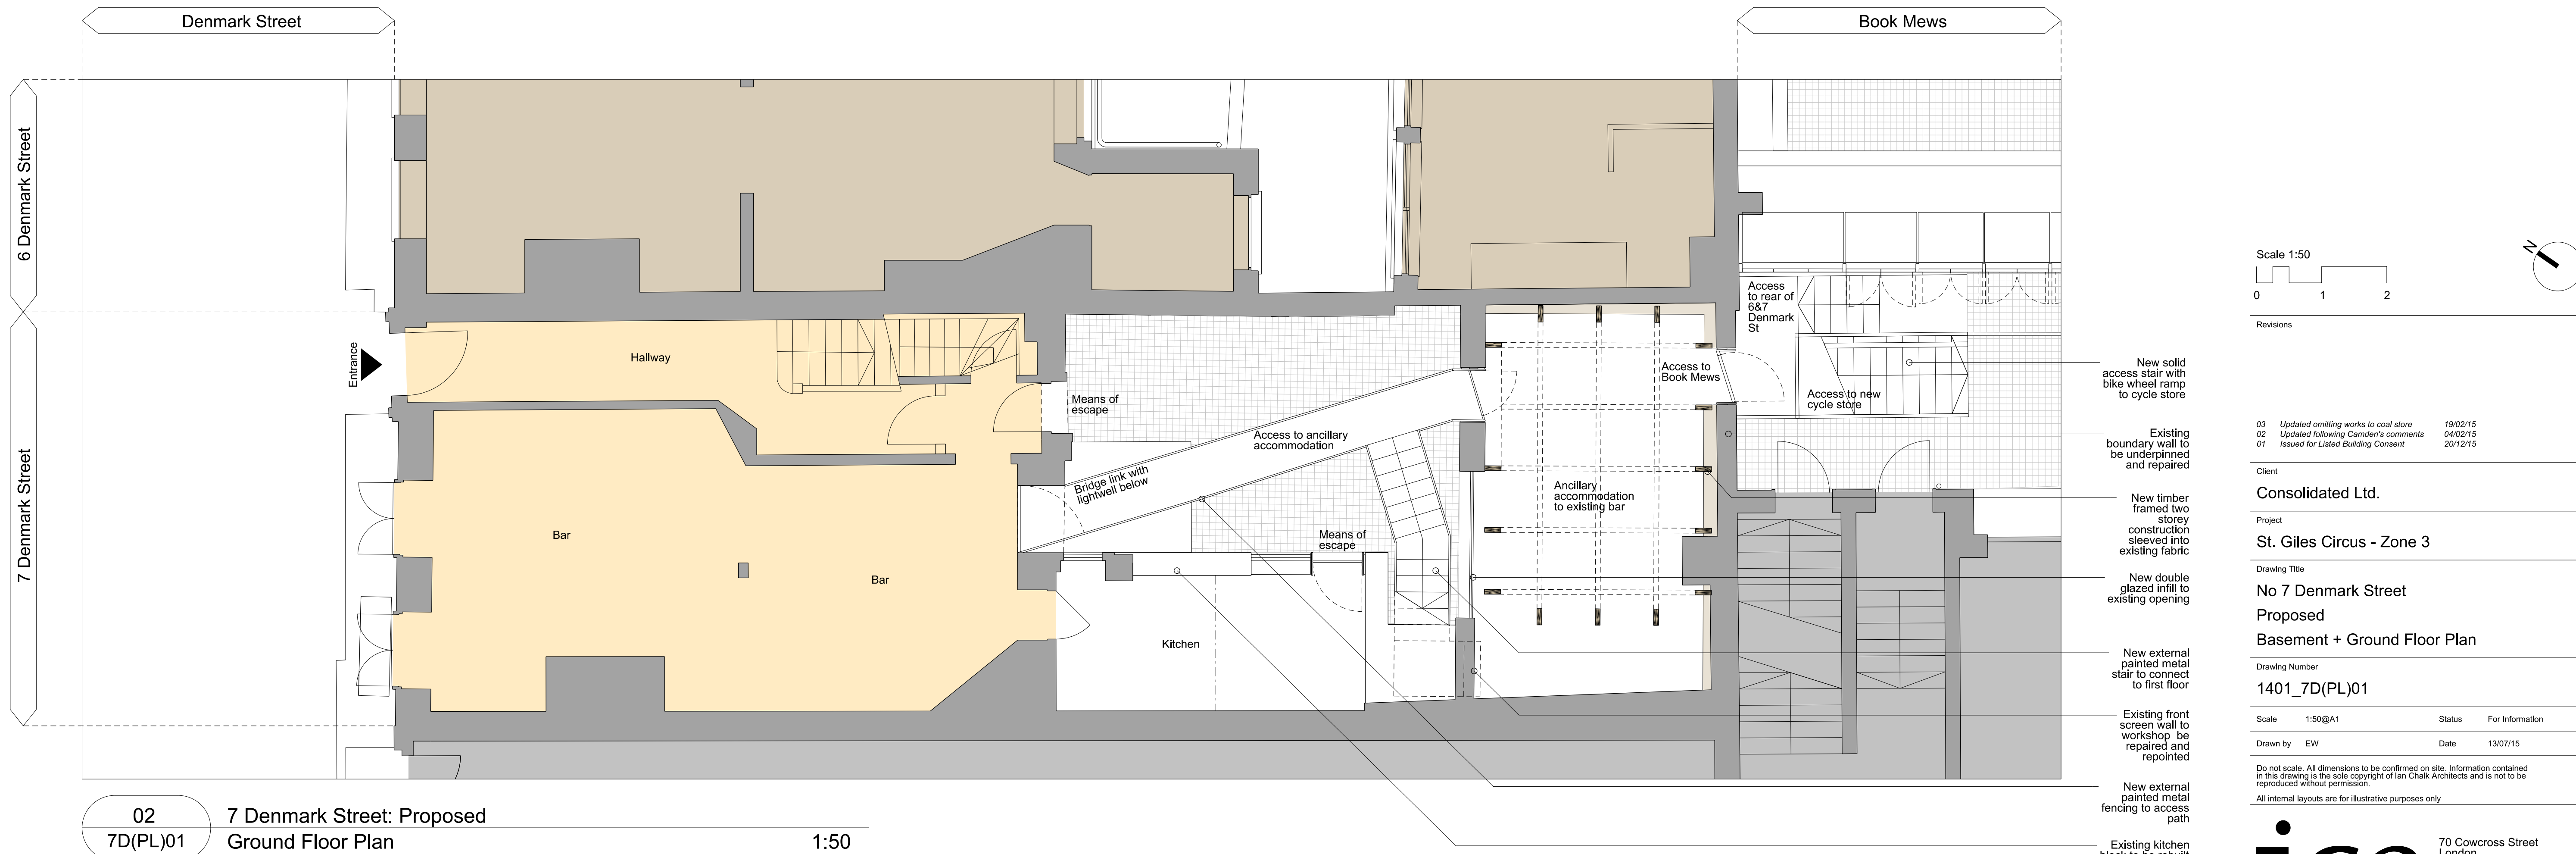 Denmark Street
Book Mews
6 Denmark Street
7 Denmark Street
Entrance
Hallway
Bar
Bar
Means of
escape
Bridge link with
lightwell below
Access to ancillary
accommodation
Means of
escape
Kitchen
Ancillary
accommodation
to existing bar
Access to
Book Mews
Access
to rear of
6&7
Denmark
St
Access to new
cycle store
New solid
access stair with
bike wheel ramp
to cycle store
Existing
boundary wall to
be underpinned
and repaired
New timber
framed two
storey
construction
sleeved into
existing fabric
New double
glazed infill to
existing opening
New external
painted metal
stair to connect
to first floor
Existing front
screen wall to
workshop be
repaired and
repointed
New external
painted metal
fencing to access
path
Existing kitchen
02
7D(PL)01
7 Denmark Street: Proposed
Ground Floor Plan
1:50
Scale 1:50
0 1 2
N
Revisions
03 Updated omitting works to coal store 19/02/15
02 Updated following Camden's comments 04/02/15
01 Issued for Listed Building Consent 20/12/15
Client
Consolidated Ltd.
Project
St. Giles Circus - Zone 3
Drawing Title
No 7 Denmark Street
Proposed
Basement + Ground Floor Plan
Drawing Number
1401_7D(PL)01
Scale 1:50@A1 Status For Information
Drawn by EW Date 13/07/15
Do not scale. All dimensions to be confirmed on site. Information contained
in this drawing is the sole copyright of Ian Chalk Architects and is not to be
reproduced without permission.
All internal layouts are for illustrative purposes only
70 Cowcross Street
London